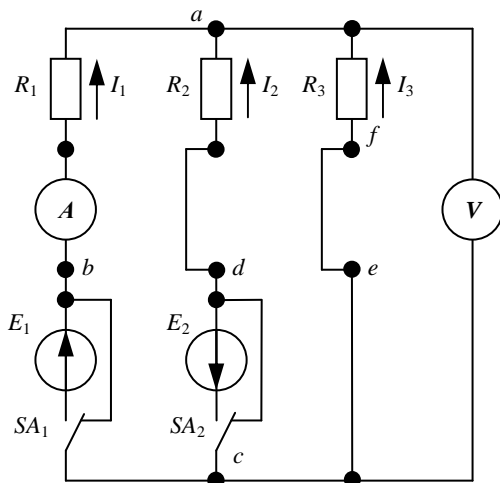 a
R₁ I₁ R₂ I₂ R₃ I₃
f
A V
b d e
E₁ E₂
SA₁ SA₂
c